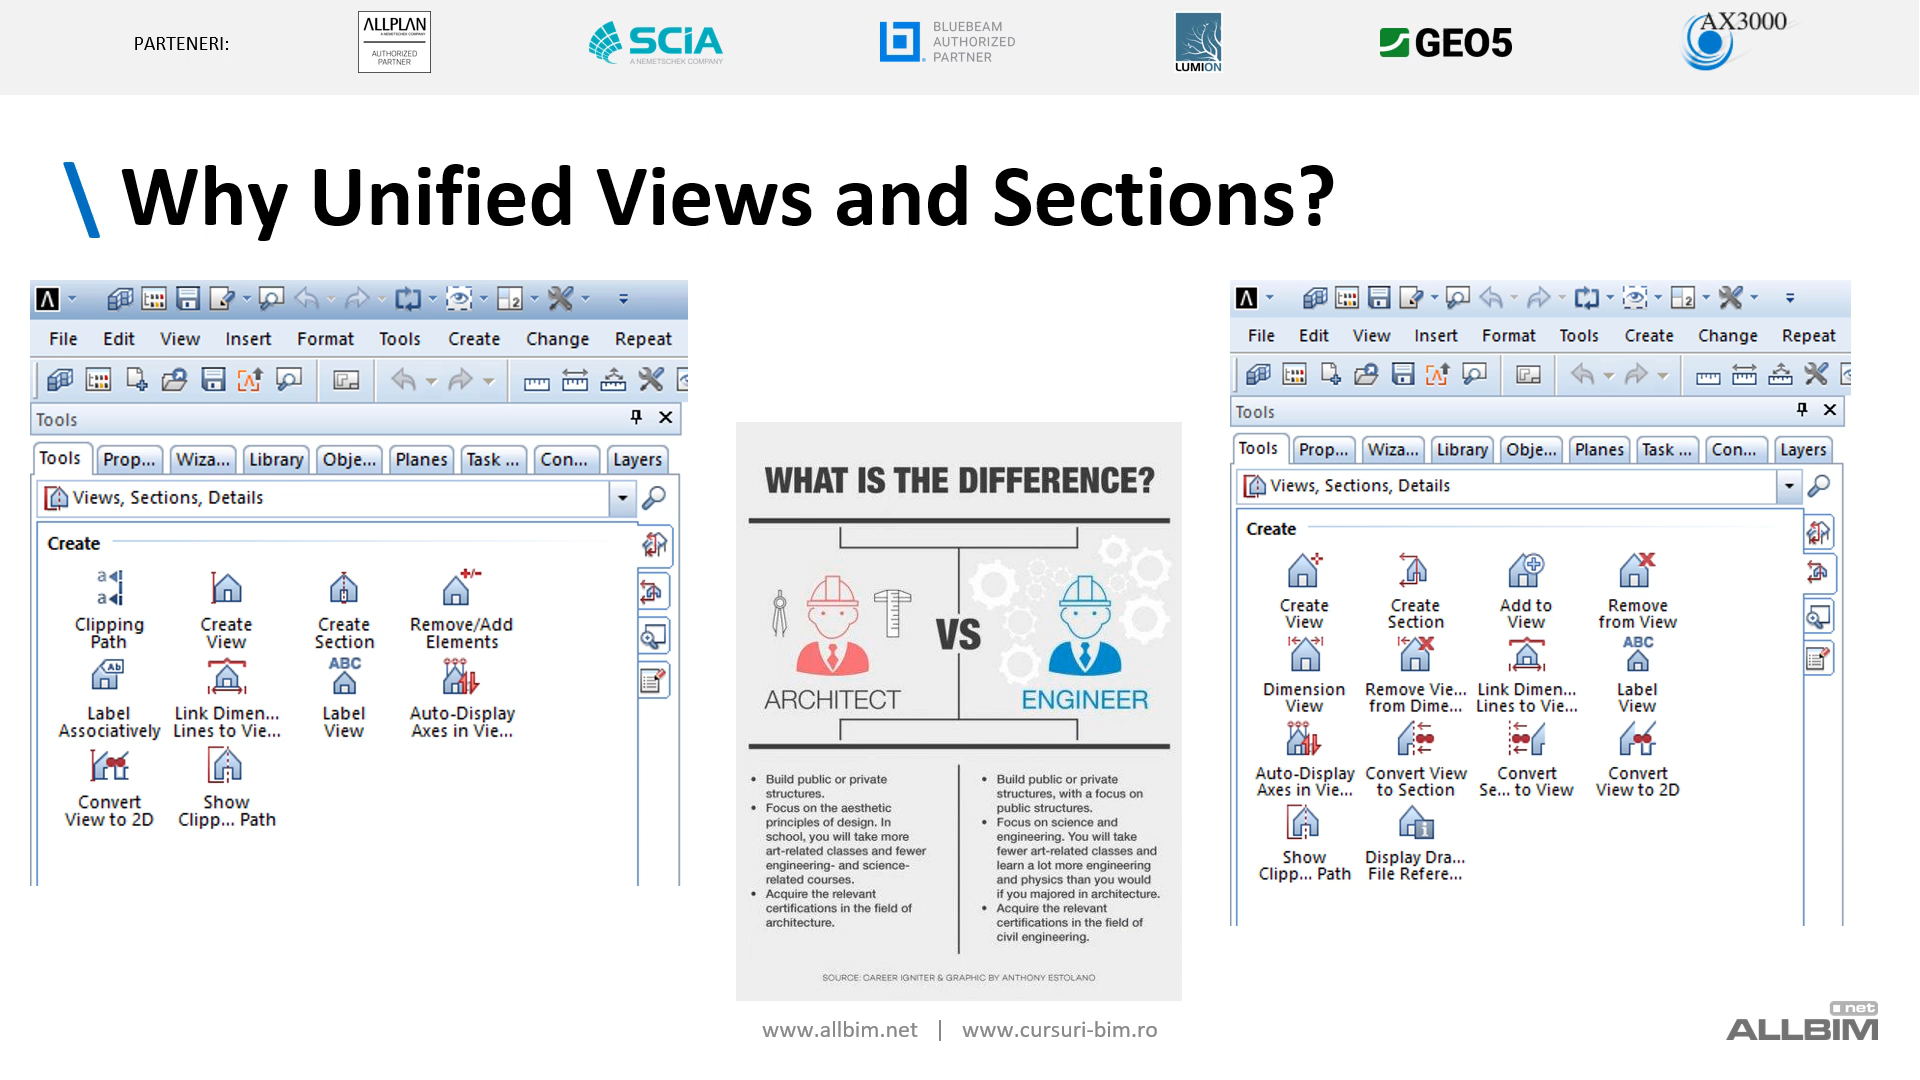 PARTENERI:
ALLPLAN
A NEMETSCHEK COMPANY
AUTHORIZED
PARTNER
SCIA
A NEMETSCHEK COMPANY
BLUEBEAM
AUTHORIZED
PARTNER
LUMION
GEO5
AX3000
\ Why Unified Views and Sections?
2
File Edit View Insert Format Tools Create Change Repeat
Tools
Tools Prop... Wiza... Library Obje... Planes Task ... Con... Layers
Views, Sections, Details
Create
Clipping
Path
Create
View
Create
Section
Remove/Add
Elements
Label
Associatively
Link Dimen...
Lines to Vie...
Label
View
Auto-Display
Axes in Vie...
Convert
View to 2D
Show
Clipp... Path
WHAT IS THE DIFFERENCE?
VS
ARCHITECT
ENGINEER
• Build public or private
structures.
• Focus on the aesthetic
principles of design. In
school, you will take more
art-related classes and fewer
engineering- and science-
related courses.
• Acquire the relevant
certifications in the field of
architecture.
• Build public or private
structures, with a focus on
public structures.
• Focus on science and
engineering. You will take
fewer art-related classes and
learn a lot more engineering
and physics than you would
if you majored in architecture.
• Acquire the relevant
certifications in the field of
civil engineering.
SOURCE: CAREER IGNITER & GRAPHIC BY ANTHONY ESTOLANO
2
File Edit View Insert Format Tools Create Change Repeat
Tools
Tools Prop... Wiza... Library Obje... Planes Task ... Con... Layers
Views, Sections, Details
Create
Create
View
Create
Section
Add to
View
Remove
from View
Dimension
View
Remove Vie...
from Dime...
Link Dimen...
Lines to Vie...
ABC
Label
View
Auto-Display
Axes in Vie...
Convert View
to Section
Convert
Se... to View
Convert
View to 2D
Show
Clipp... Path
Display Dra...
File Refere...
www.allbim.net | www.cursuri-bim.ro
.net
ALLBIM